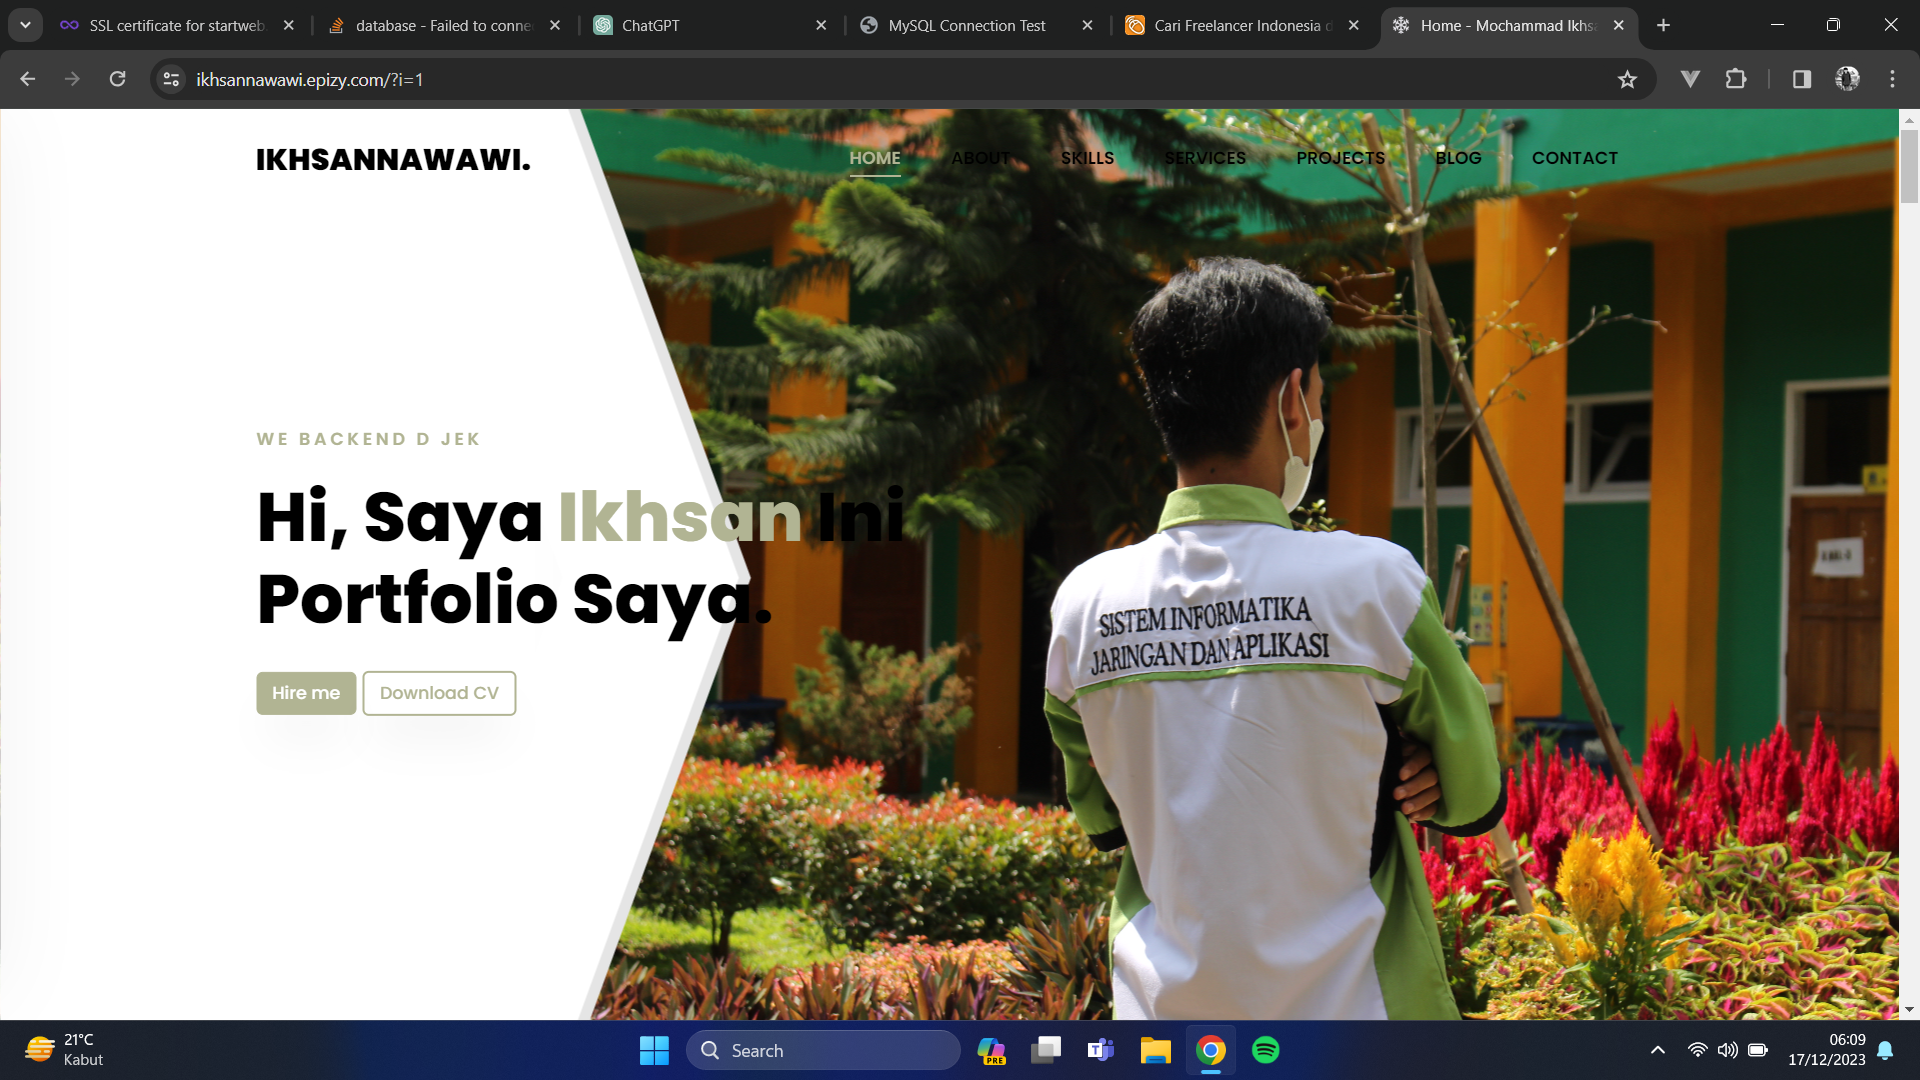 SSL certificate for startweb.
database - Failed to conne
ChatGPT
MySQL Connection Test
Cari Freelancer Indonesia d
Home - Mochammad Ikhsa
ikhsannawawi.epizy.com/?i=1
IKHSANNAWAWI.
HOME ABOUT SKILLS SERVICES PROJECTS BLOG CONTACT
WE BACKEND D JEK
Hi, Saya Ikhsan Ini
Portfolio Saya.
Hire me Download CV
SISTEM INFORMATIKA
JARINGAN DAN APLIKASI
21°C
Kabut
Search
PRE
06:09
17/12/2023